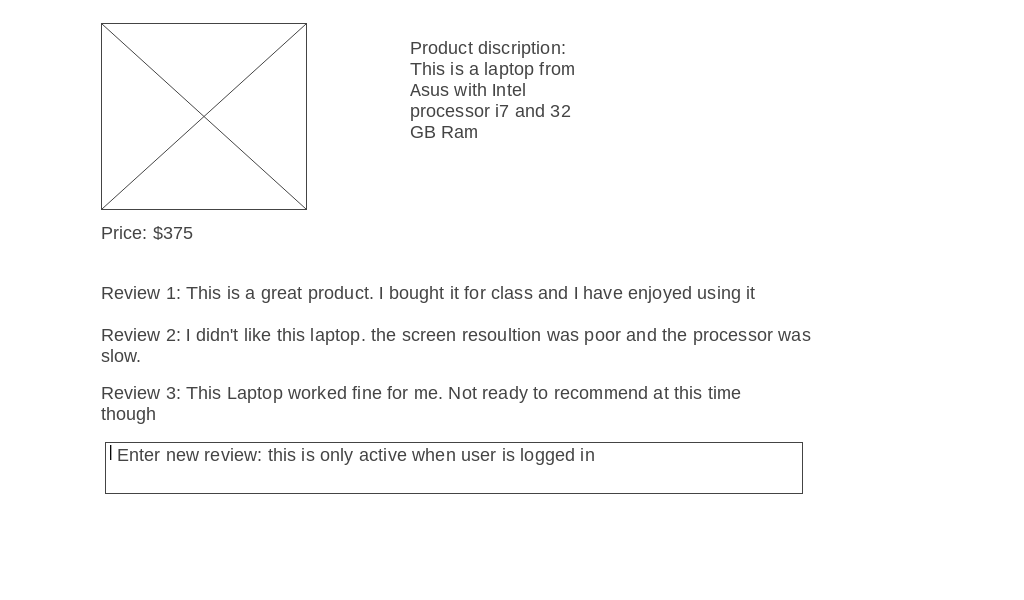 Product discription:
This is a laptop from
Asus with Intel
processor i7 and 32
GB Ram
Price: $375
Review 1: This is a great product. I bought it for class and I have enjoyed using it
Review 2: I didn't like this laptop. the screen resoultion was poor and the processor was
slow.
Review 3: This Laptop worked fine for me. Not ready to recommend at this time
though
Enter new review: this is only active when user is logged in